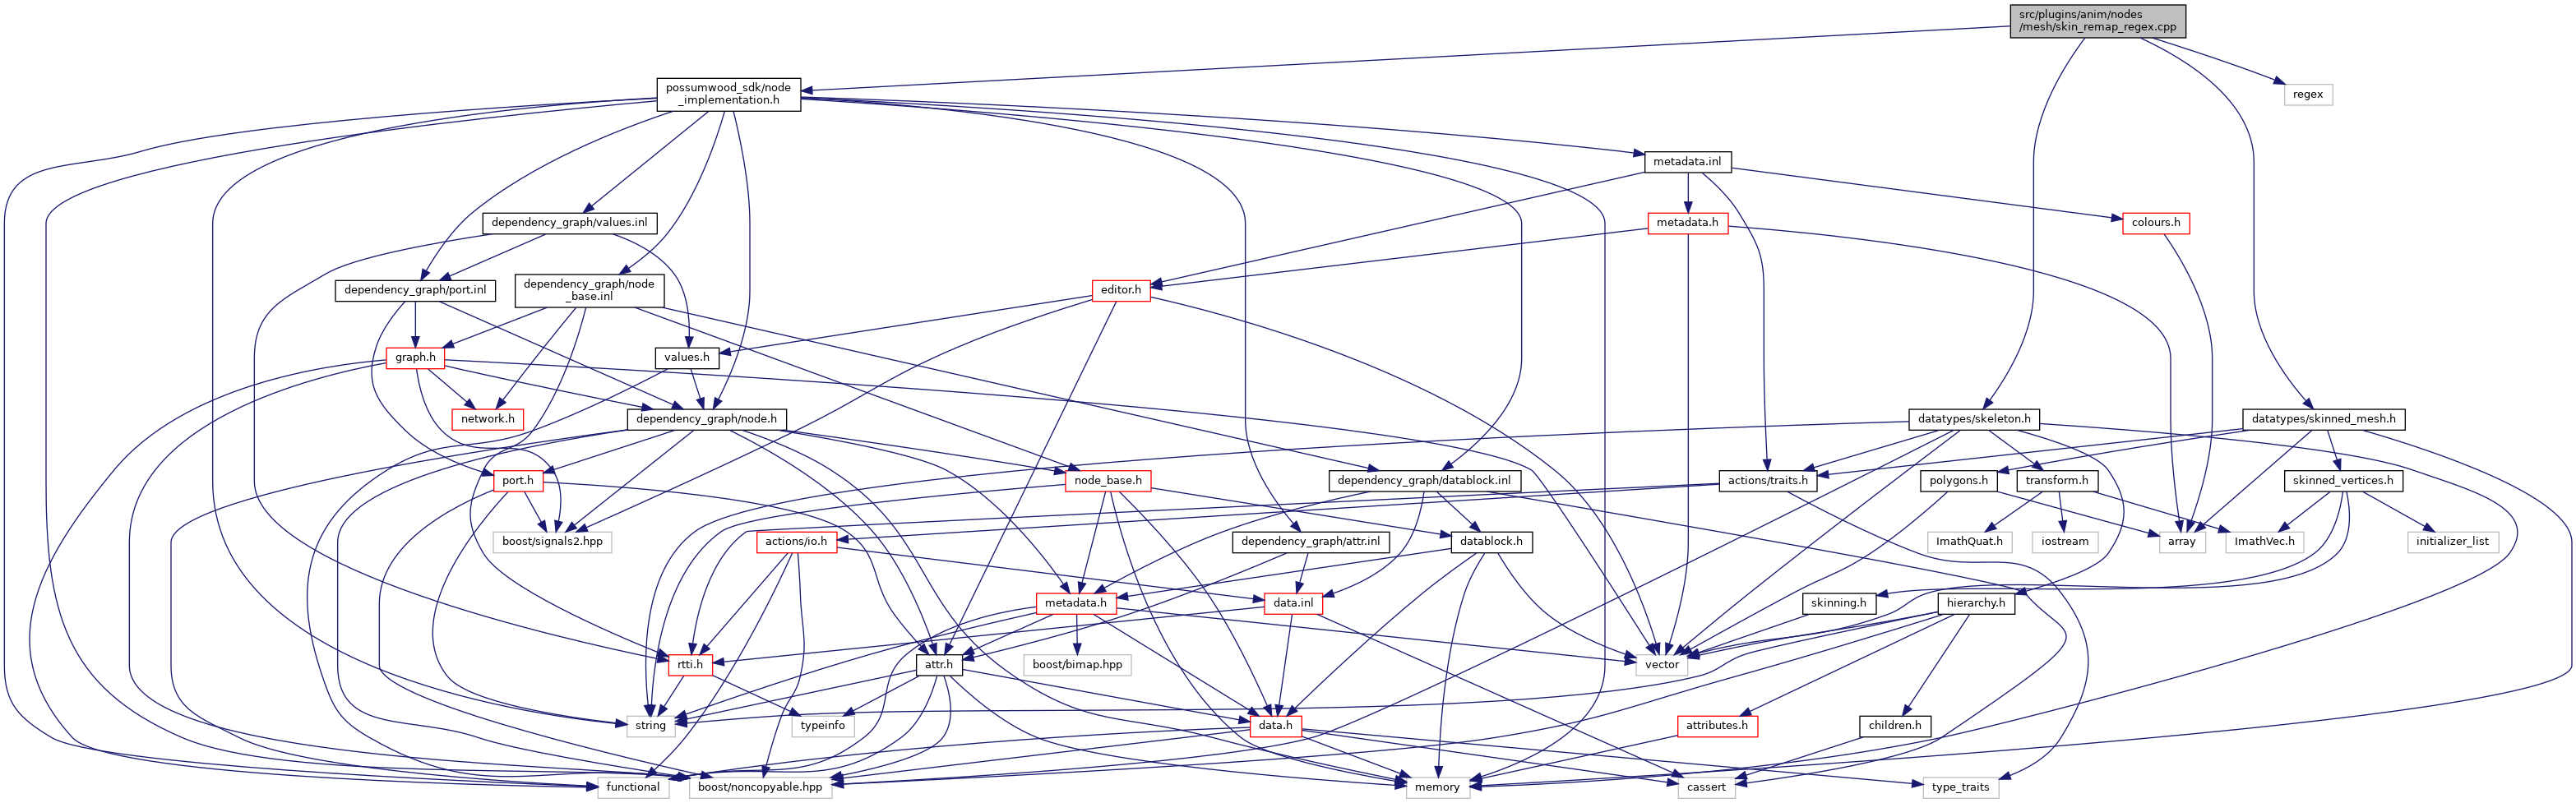 src/plugins/anim/nodes
/mesh/skin_remap_regex.cpp
possumwood_sdk/node
_implementation.h
regex
metadata.inl
dependency_graph/values.inl
metadata.h
colours.h
dependency_graph/port.inl
dependency_graph/node
_base.inl
editor.h
graph.h
values.h
network.h
dependency_graph/node.h
datatypes/skeleton.h
datatypes/skinned_mesh.h
port.h
node_base.h
dependency_graph/datablock.inl
actions/traits.h
polygons.h
transform.h
skinned_vertices.h
boost/signals2.hpp
actions/io.h
dependency_graph/attr.inl
datablock.h
ImathQuat.h
iostream
array
ImathVec.h
initializer_list
metadata.h
data.inl
skinning.h
hierarchy.h
rtti.h
attr.h
boost/bimap.hpp
vector
string
typeinfo
data.h
attributes.h
children.h
functional
boost/noncopyable.hpp
memory
cassert
type_traits